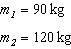 m₁ = 90 kg
m₂ = 120 kg